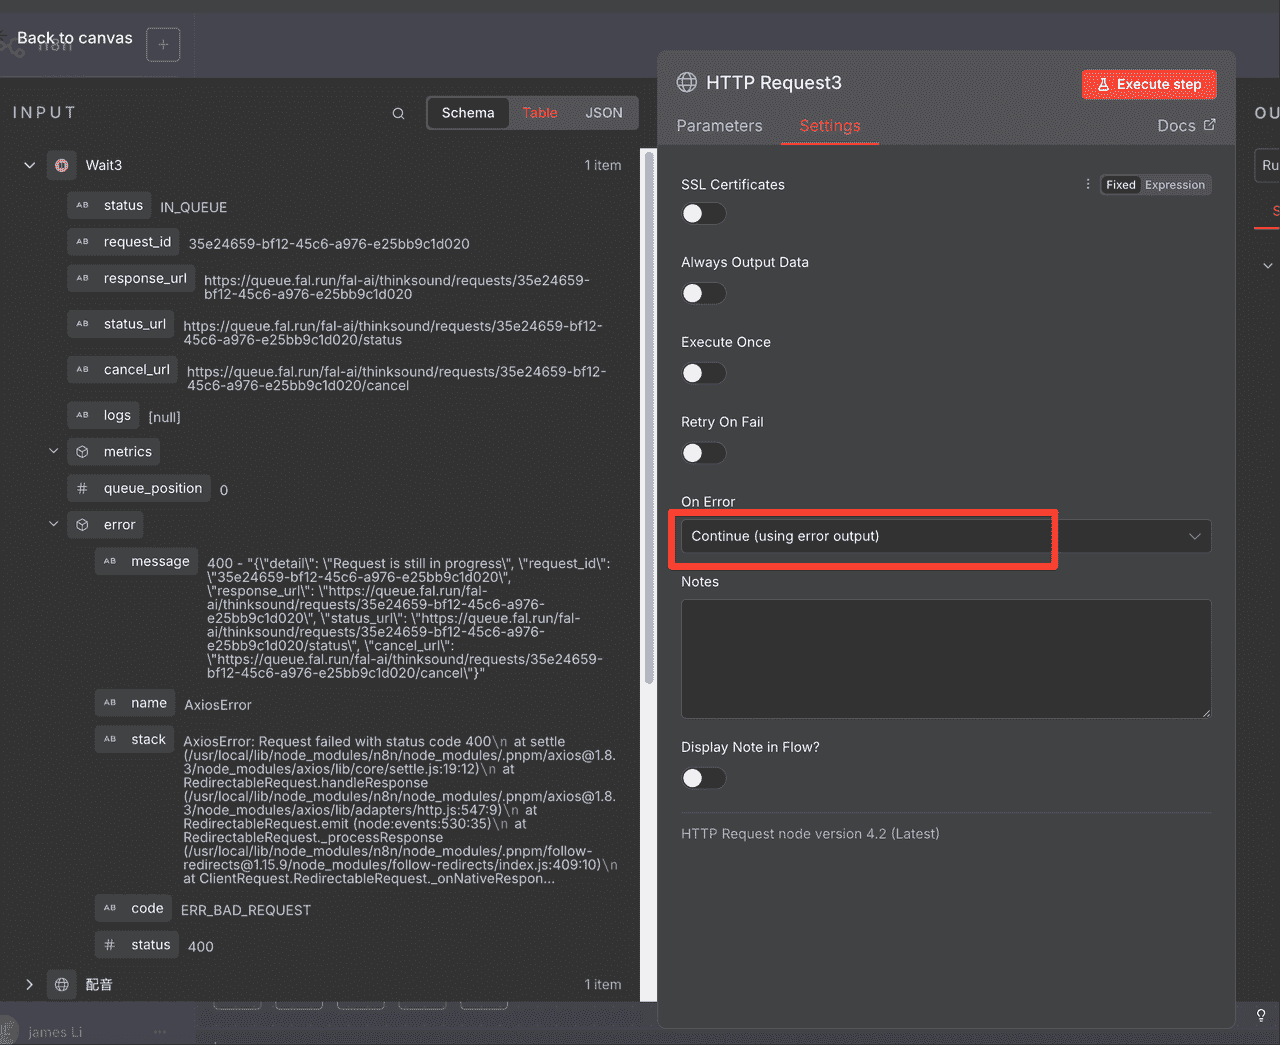 Back to canvas
n8n
INPUT
Schema
Table
JSON
Wait3
1 item
status
IN_QUEUE
request_id
35e24659-bf12-45c6-a976-e25bb9c1d020
response_url
https://queue.fal.run/fal-ai/thinksound/requests/35e24659-
bf12-45c6-a976-e25bb9c1d020
status_url
https://queue.fal.run/fal-ai/thinksound/requests/35e24659-bf12-
45c6-a976-e25bb9c1d020/status
cancel_url
https://queue.fal.run/fal-ai/thinksound/requests/35e24659-bf12-
45c6-a976-e25bb9c1d020/cancel
logs
[null]
metrics
# queue_position
0
error
message
400 - "{\"detail\": \"Request is still in progress\", \"request_id\":
\"35e24659-bf12-45c6-a976-e25bb9c1d020\",
\"response_url\": \"https://queue.fal.run/fal-
ai/thinksound/requests/35e24659-bf12-45c6-a976-
e25bb9c1d020\", \"status_url\": \"https://queue.fal.run/fal-
ai/thinksound/requests/35e24659-bf12-45c6-a976-
e25bb9c1d020/status\", \"cancel_url\":
\"https://queue.fal.run/fal-ai/thinksound/requests/35e24659-
bf12-45c6-a976-e25bb9c1d020/cancel\"}"
name
AxiosError
stack
AxiosError: Request failed with status code 400\n at settle
(/usr/local/lib/node_modules/n8n/node_modules/.pnpm/axios@1.8.
3/node_modules/axios/lib/core/settle.js:19:12)\n at
RedirectableRequest.handleResponse
(/usr/local/lib/node_modules/n8n/node_modules/.pnpm/axios@1.8.
3/node_modules/axios/lib/adapters/http.js:547:9)\n at
RedirectableRequest.emit (node:events:530:35)\n at
RedirectableRequest._processResponse
(/usr/local/lib/node_modules/n8n/node_modules/.pnpm/follow-
redirects@1.15.9/node_modules/follow-redirects/index.js:409:10)\n
at ClientRequest.RedirectableRequest._onNativeRespon...
code
ERR_BAD_REQUEST
# status
400
配音
1 item
james Li
HTTP Request3
Execute step
Parameters
Settings
Docs
SSL Certificates
Fixed
Expression
Always Output Data
Execute Once
Retry On Fail
On Error
Continue (using error output)
Notes
Display Note in Flow?
HTTP Request node version 4.2 (Latest)
OU
Ru
S